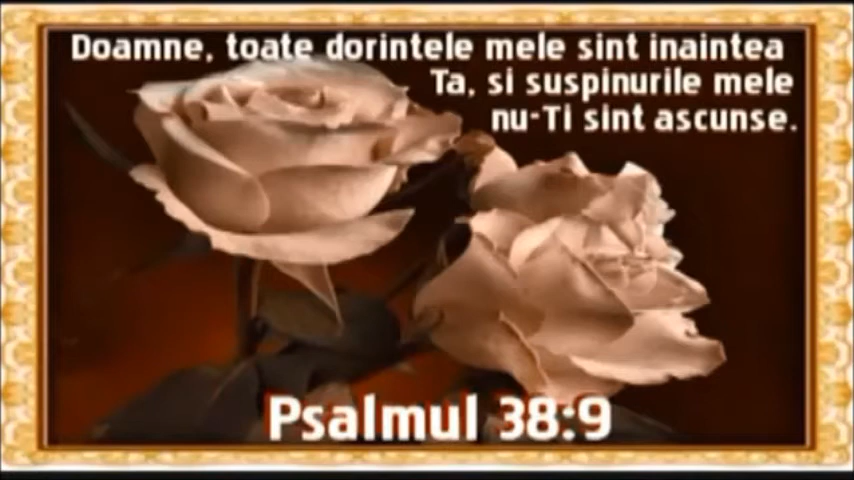 Doamne, toate dorintele mele sint inaintea
Ta, si suspinurile mele
nu-Ti sint ascunse.
Psalmul 38:9